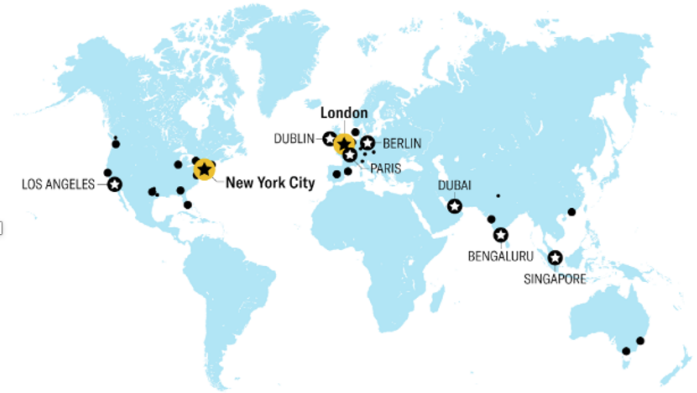 London
DUBLIN
BERLIN
PARIS
LOS ANGELES
New York City
DUBAI
BENGALURU
SINGAPORE